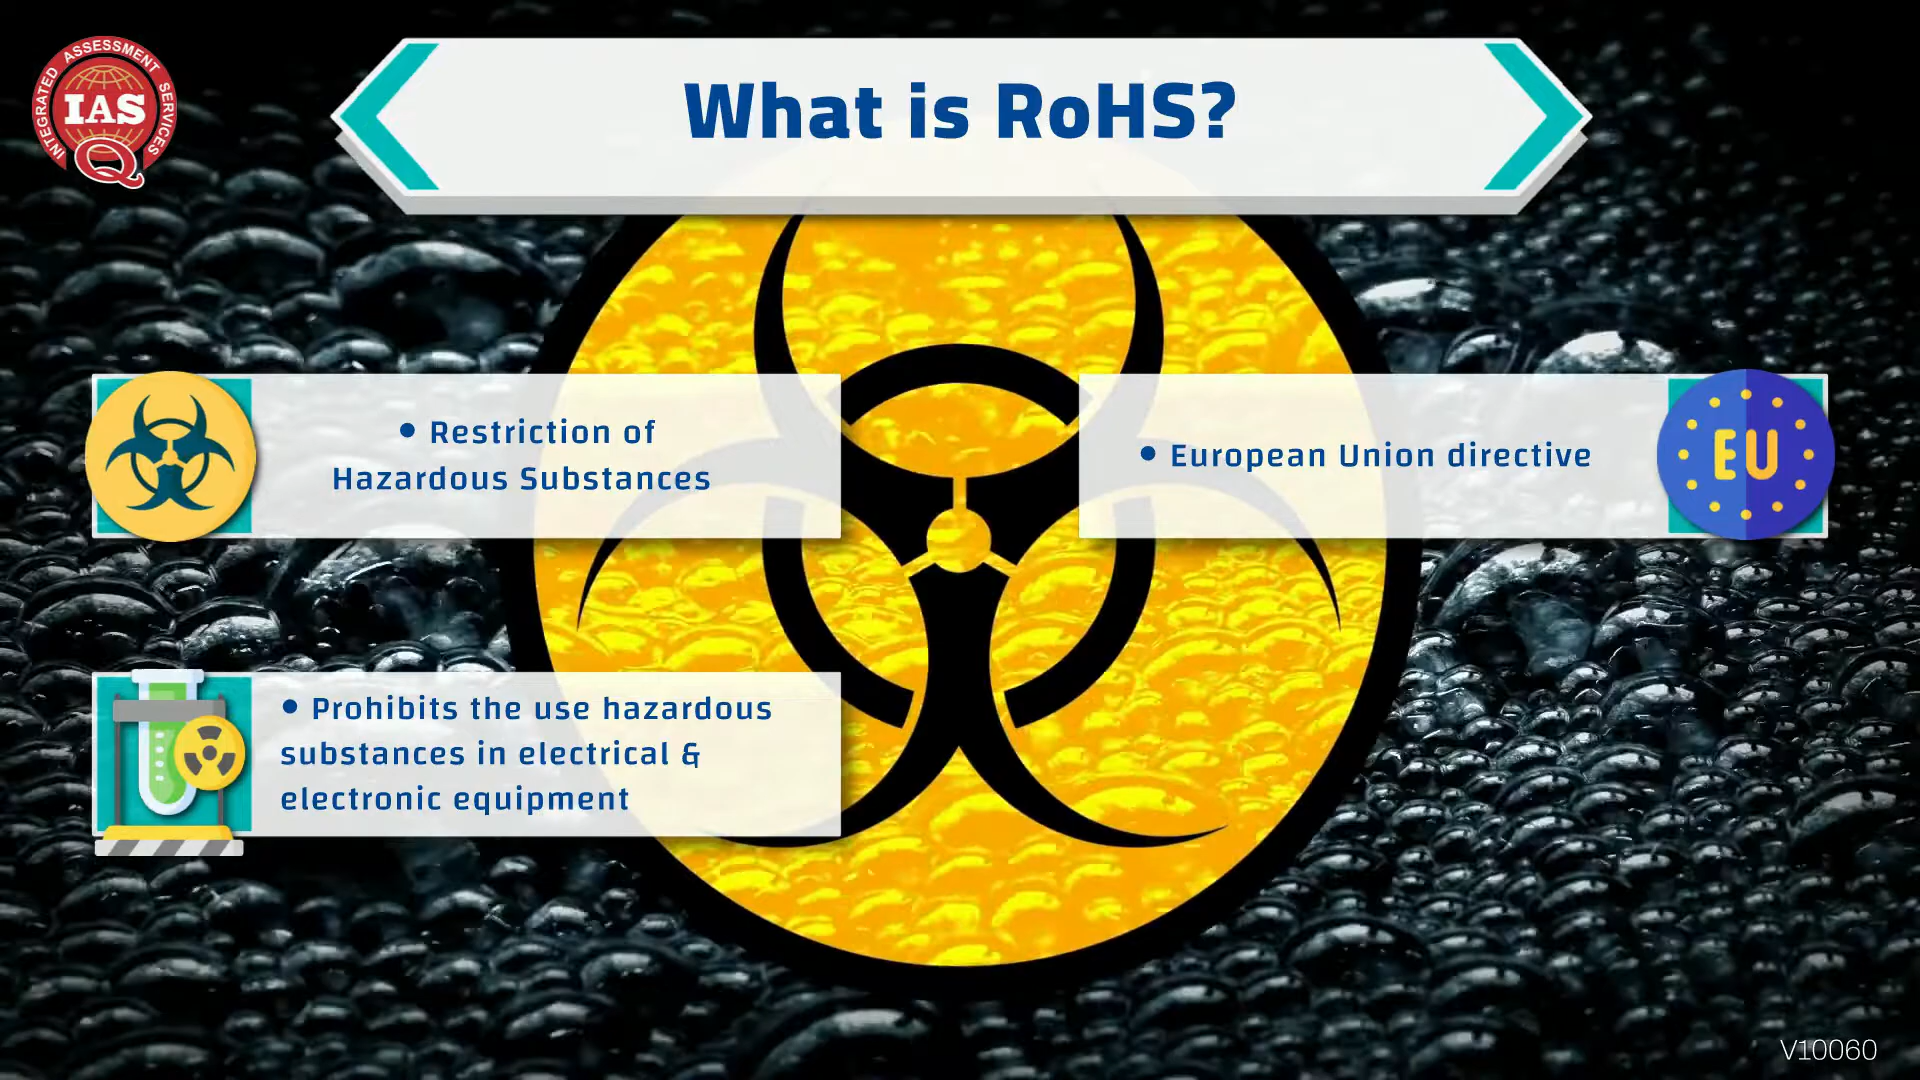 INTEGRATED ASSESSMENT SERVICES
IAS
Q
What is RoHS?
• Restriction of
Hazardous Substances
• European Union directive
EU
• Prohibits the use hazardous
substances in electrical &
electronic equipment
V10060